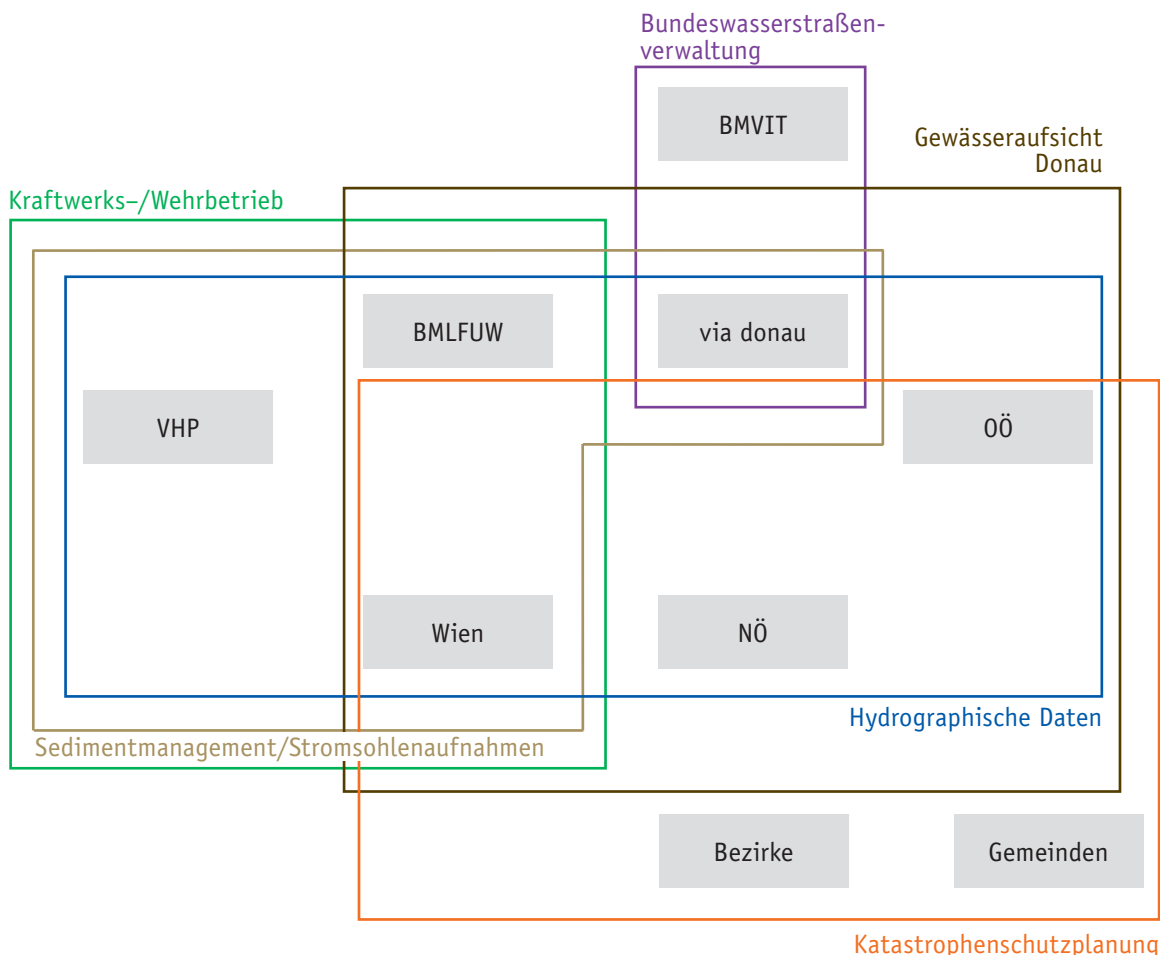 Bundeswasserstraßen-
verwaltung
BMVIT
Gewässeraufsicht
Donau
Kraftwerks–/Wehrbetrieb
BMLFUW
via donau
VHP
OÖ
Wien
NÖ
Hydrographische Daten
Sedimentmanagement/Stromsohlenaufnahmen
Bezirke
Gemeinden
Katastrophenschutzplanung